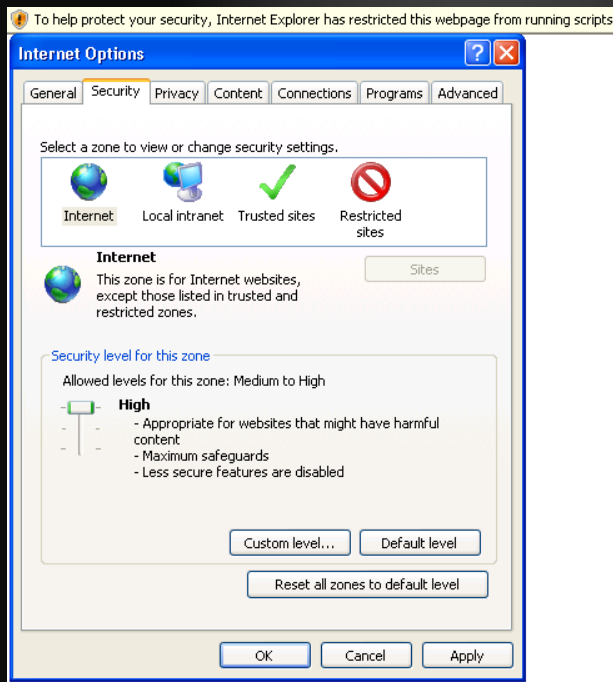 To help protect your security, Internet Explorer has restricted this webpage from running scripts
Internet Options
?
General Security Privacy Content Connections Programs Advanced
Select a zone to view or change security settings.
Internet Local intranet Trusted sites Restricted
sites
Internet
Sites
This zone is for Internet websites,
except those listed in trusted and
restricted zones.
Security level for this zone
Allowed levels for this zone: Medium to High
High
- Appropriate for websites that might have harmful
content
- Maximum safeguards
- Less secure features are disabled
Custom level... Default level
Reset all zones to default level
OK Cancel Apply